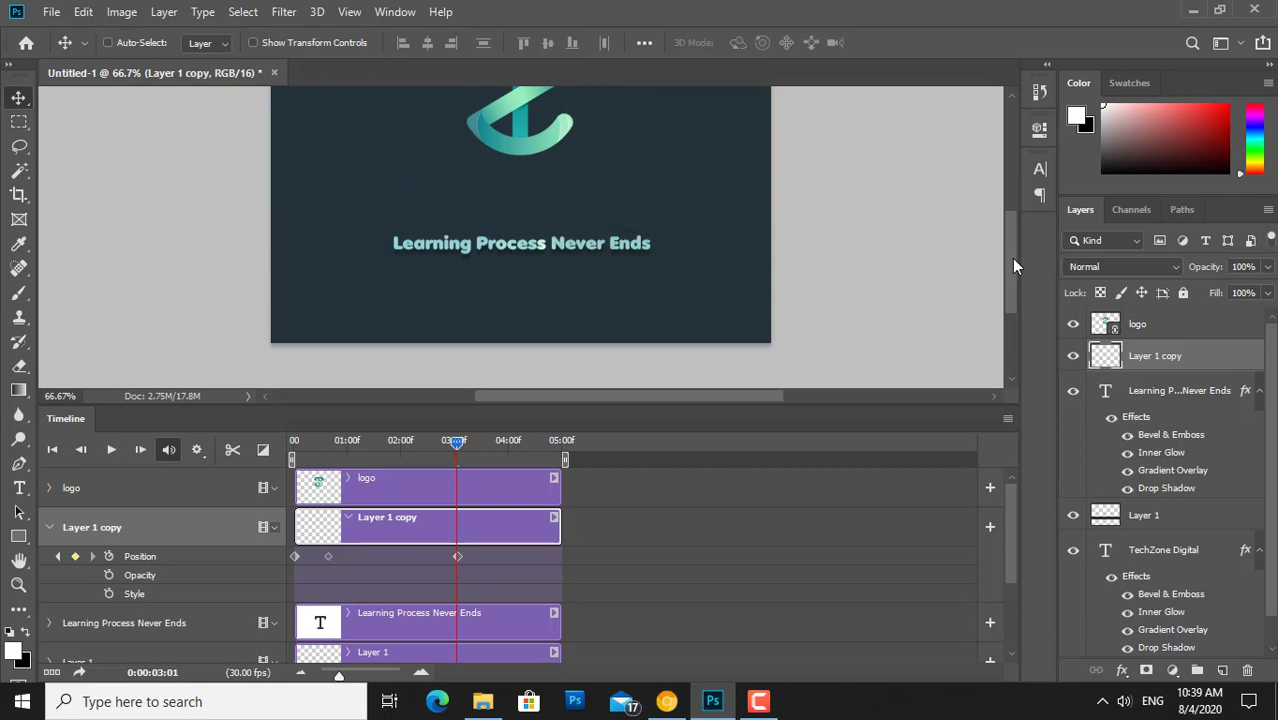 Ps File Edit Image Layer Type Select Filter 3D View Window Help
Auto-Select: Layer Show Transform Controls 3D Mode:
Untitled-1 @ 66.7% (Layer 1 copy, RGB/16) *
Learning Process Never Ends
66.67% Doc: 2.75M/17.8M
Color Swatches
Layers Channels Paths
Kind
Normal Opacity: 100%
Lock: Fill: 100%
logo
Layer 1 copy
T Learning P...Never Ends fx
Effects
Bevel & Emboss
Inner Glow
Gradient Overlay
Drop Shadow
Layer 1
T TechZone Digital fx
Effects
Bevel & Emboss
Inner Glow
Gradient Overlay
Drop Shadow
fx
Timeline
00 01:00f 02:00f 03:00f 04:00f 05:00f
logo logo
Layer 1 copy Layer 1 copy
Position
Opacity
Style
Learning Process Never Ends T Learning Process Never Ends
Layer 1 Layer 1
0:00:03:01 (30.00 fps)
Type here to search Ps 17 Ps ENG 10:39 AM
8/4/2020